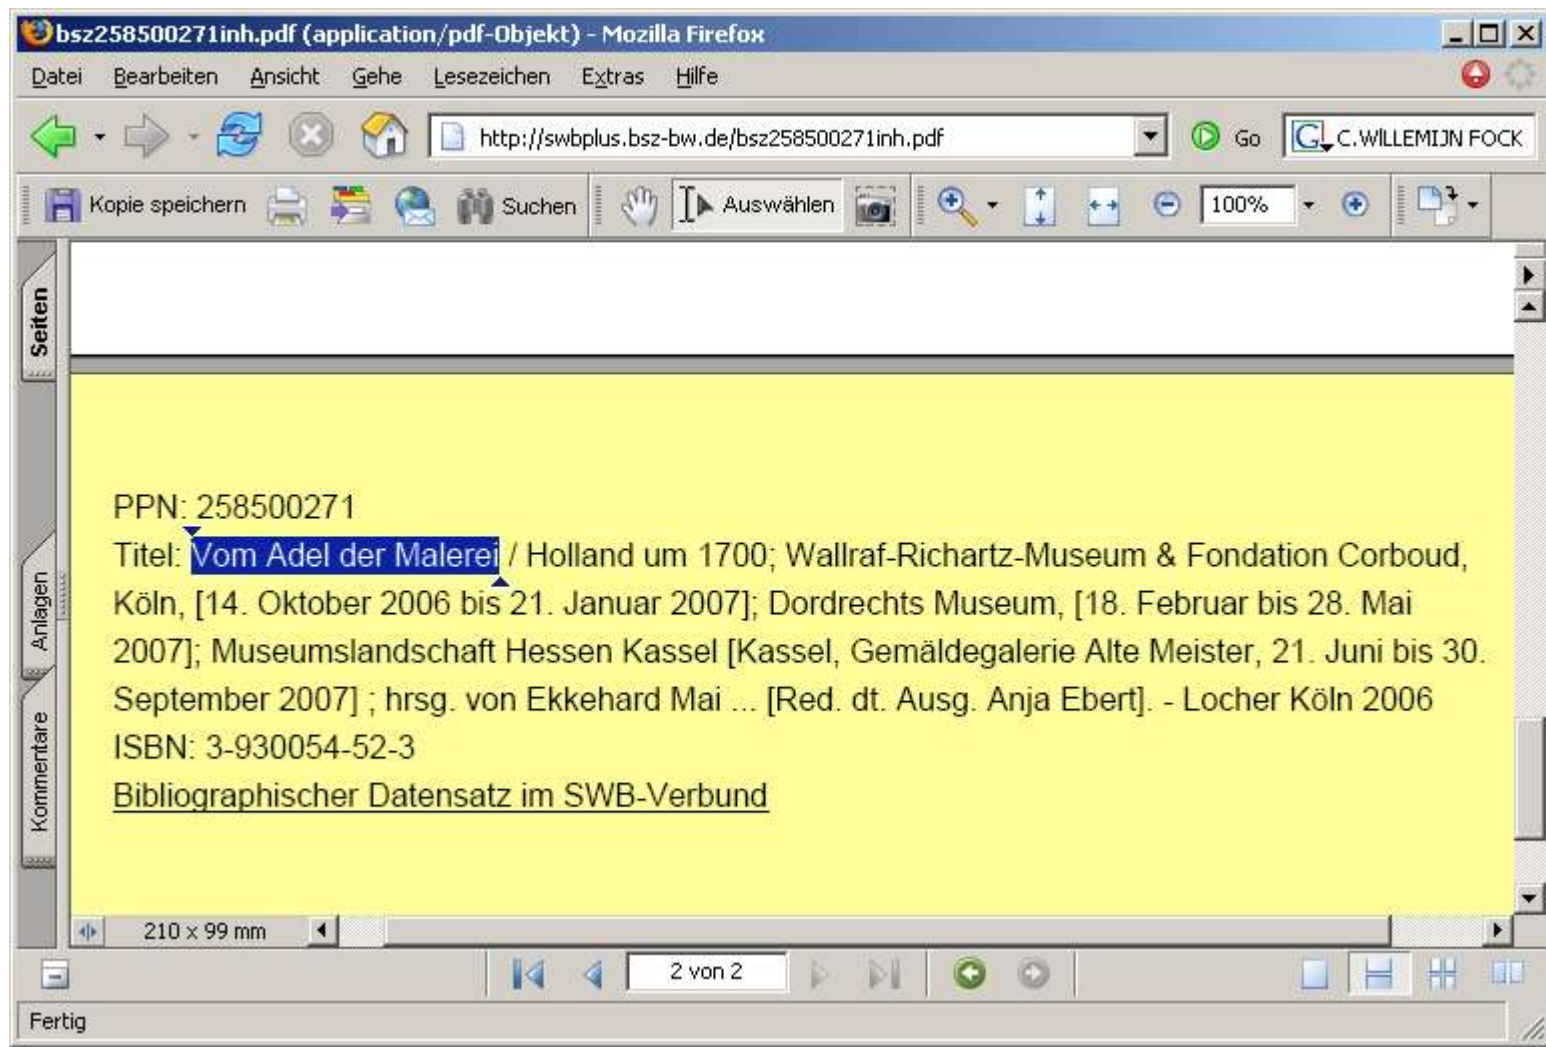 bsz258500271inh.pdf (application/pdf-Objekt) - Mozilla Firefox
Datei Bearbeiten Ansicht Gehe Lesezeichen Extras Hilfe
http://swbplus.bsz-bw.de/bsz258500271inh.pdf Go G C.WILLEMIJN FOCK
Kopie speichern Suchen Auswählen 100%
Seiten
PPN: 258500271
Titel: Vom Adel der Malerei / Holland um 1700; Wallraf-Richartz-Museum & Fondation Corboud,
Köln, [14. Oktober 2006 bis 21. Januar 2007]; Dordrechts Museum, [18. Februar bis 28. Mai
2007]; Museumslandschaft Hessen Kassel [Kassel, Gemäldegalerie Alte Meister, 21. Juni bis 30.
September 2007] ; hrsg. von Ekkehard Mai ... [Red. dt. Ausg. Anja Ebert]. - Locher Köln 2006
ISBN: 3-930054-52-3
Bibliographischer Datensatz im SWB-Verbund
Anlagen
Kommentare
210 x 99 mm
2 von 2
Fertig